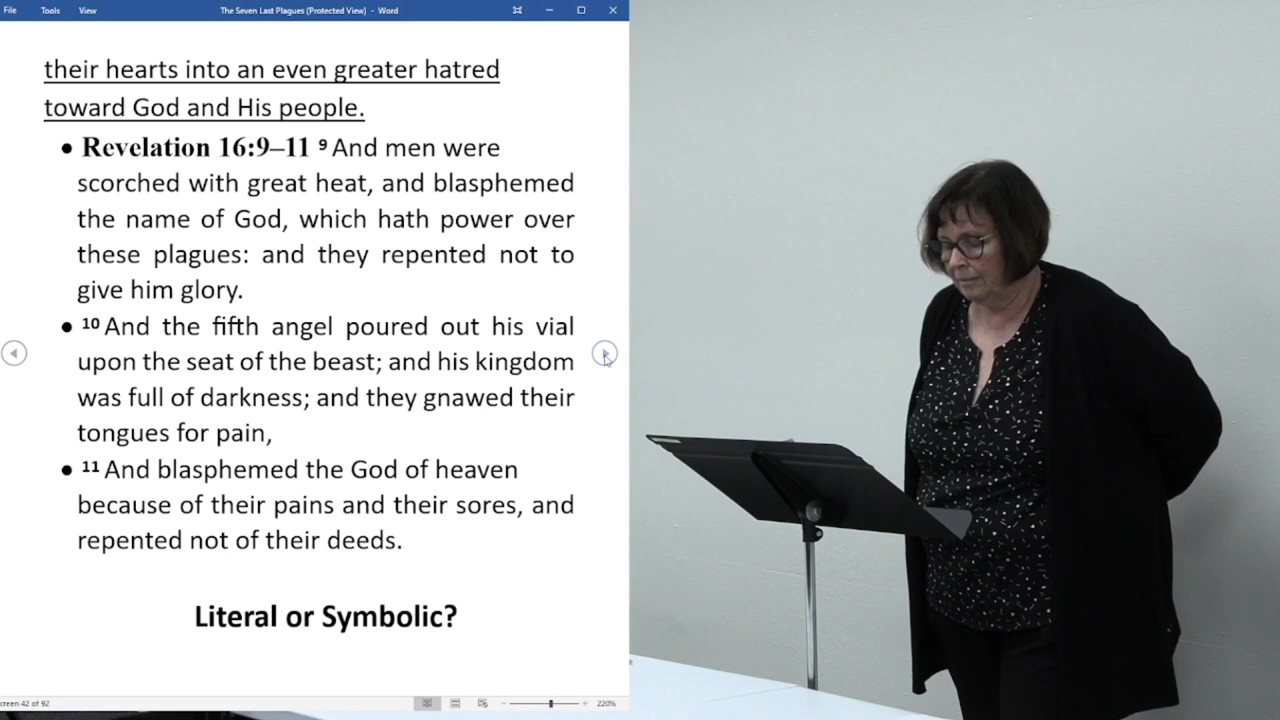 File Tools View The Seven Last Plagues (Protected View) - Word
their hearts into an even greater hatred
toward God and His people.
• Revelation 16:9–11 ⁹ And men were
scorched with great heat, and blasphemed
the name of God, which hath power over
these plagues: and they repented not to
give him glory.
• ¹⁰ And the fifth angel poured out his vial
upon the seat of the beast; and his kingdom
was full of darkness; and they gnawed their
tongues for pain,
• ¹¹ And blasphemed the God of heaven
because of their pains and their sores, and
repented not of their deeds.
Literal or Symbolic?
creen 42 of 92 220%